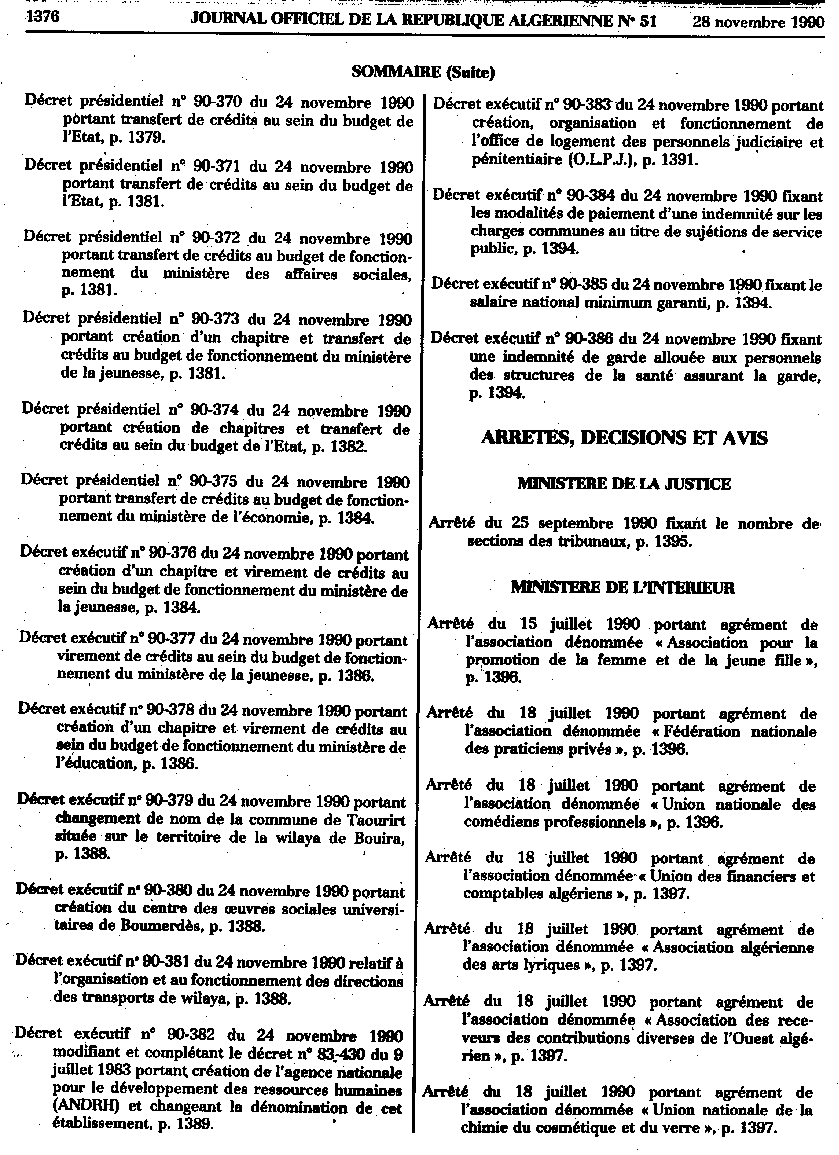 1376 JOURNAL OFFICIEL DE LA REPUBLIQUE ALGERIENNE N° 51 28 novembre 1990
SOMMAIRE (Suite)
Décret présidentiel n° 90-370 du 24 novembre 1990
portant transfert de crédits au sein du budget de
l'Etat, p. 1379.
Décret présidentiel n° 90-371 du 24 novembre 1990
portant transfert de crédits au sein du budget de
l'Etat, p. 1381.
Décret présidentiel n° 90-372 du 24 novembre 1990
portant transfert de crédits au budget de fonction-
nement du ministère des affaires sociales,
p. 1381.
Décret présidentiel n° 90-373 du 24 novembre 1990
portant création d'un chapitre et transfert de
crédits au budget de fonctionnement du ministère
de la jeunesse, p. 1381.
Décret présidentiel n° 90-374 du 24 novembre 1990
portant création de chapitres et transfert de
crédits au sein du budget de l'Etat, p. 1382.
Décret présidentiel n° 90-375 du 24 novembre 1990
portant transfert de crédits au budget de fonction-
nement du ministère de l'économie, p. 1384.
Décret exécutif n° 90-376 du 24 novembre 1990 portant
création d'un chapitre et virement de crédits au
sein du budget de fonctionnement du ministère de
la jeunesse, p. 1384.
Décret exécutif n° 90-377 du 24 novembre 1990 portant
virement de crédits au sein du budget de fonction-
nement du ministère de la jeunesse, p. 1386.
Décret exécutif n° 90-378 du 24 novembre 1990 portant
création d'un chapitre et virement de crédits au
sein du budget de fonctionnement du ministère de
l'éducation, p. 1386.
Décret exécutif n° 90-379 du 24 novembre 1990 portant
changement de nom de la commune de Taourirt
située sur le territoire de la wilaya de Bouira,
p. 1388.
Décret exécutif n° 90-380 du 24 novembre 1990 portant
création du centre des œuvres sociales universi-
taires de Boumerdès, p. 1388.
Décret exécutif n° 90-381 du 24 novembre 1990 relatif à
l'organisation et au fonctionnement des directions
des transports de wilaya, p. 1388.
Décret exécutif n° 90-382 du 24 novembre 1990
modifiant et complétant le décret n° 83-430 du 9
juillet 1983 portant création de l'agence nationale
pour le développement des ressources humaines
(ANDRH) et changeant la dénomination de cet
établissement, p. 1389.
Décret exécutif n° 90-383 du 24 novembre 1990 portant
création, organisation et fonctionnement de
l'office de logement des personnels judiciaire et
pénitentiaire (O.L.P.J.), p. 1391.
Décret exécutif n° 90-384 du 24 novembre 1990 fixant
les modalités de paiement d'une indemnité sur les
charges communes au titre de sujétions de service
public, p. 1394.
Décret exécutif n° 90-385 du 24 novembre 1990 fixant le
salaire national minimum garanti, p. 1394.
Décret exécutif n° 90-386 du 24 novembre 1990 fixant
une indemnité de garde allouée aux personnels
des structures de la santé assurant la garde,
p. 1394.
ARRETES, DECISIONS ET AVIS
MINISTERE DE LA JUSTICE
Arrêté du 25 septembre 1990 fixant le nombre de
sections des tribunaux, p. 1395.
MINISTERE DE L'INTERIEUR
Arrêté du 15 juillet 1990 portant agrément de
l'association dénommée « Association pour la
promotion de la femme et de la jeune fille »,
p. 1396.
Arrêté du 18 juillet 1990 portant agrément de
l'association dénommée « Fédération nationale
des praticiens privés », p. 1396.
Arrêté du 18 juillet 1990 portant agrément de
l'association dénommée « Union nationale des
comédiens professionnels », p. 1396.
Arrêté du 18 juillet 1990 portant agrément de
l'association dénommée « Union des financiers et
comptables algériens », p. 1397.
Arrêté du 18 juillet 1990 portant agrément de
l'association dénommée « Association algérienne
des arts lyriques », p. 1397.
Arrêté du 18 juillet 1990 portant agrément de
l'association dénommée « Association des rece-
veurs des contributions diverses de l'Ouest algé-
rien », p. 1397.
Arrêté du 18 juillet 1990 portant agrément de
l'association dénommée « Union nationale de la
chimie du cosmétique et du verre », p. 1397.